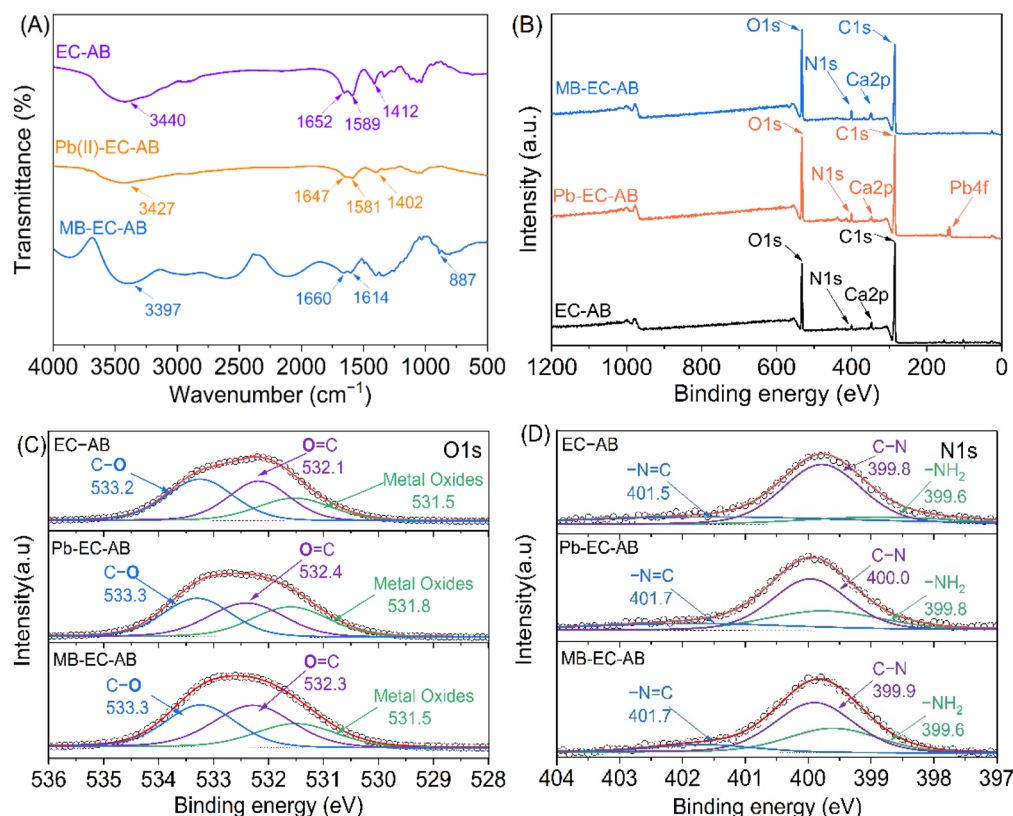 (A)
EC-AB
3440
1652
1589
1412
Pb(II)-EC-AB
3427
1647
1581
1402
MB-EC-AB
3397
1660
1614
887
Transmittance (%)
4000 3500 3000 2500 2000 1500 1000 500
Wavenumber (cm⁻¹)
(B)
O1s
C1s
N1s
Ca2p
MB-EC-AB
O1s
C1s
N1s
Ca2p
Pb4f
Pb-EC-AB
O1s
C1s
N1s
Ca2p
EC-AB
Intensity (a.u.)
1200 1000 800 600 400 200 0
Binding energy (eV)
(C)
EC-AB
O1s
C−O
533.2
O=C
532.1
Metal Oxides
531.5
Pb-EC-AB
C−O
533.3
O=C
532.4
Metal Oxides
531.8
MB-EC-AB
C−O
533.3
O=C
532.3
Metal Oxides
531.5
Intensity(a.u)
536 535 534 533 532 531 530 529 528
Binding energy (eV)
(D)
EC−AB
N1s
−N=C
401.5
C−N
399.8
−NH₂
399.6
Pb-EC-AB
−N=C
401.7
C−N
400.0
−NH₂
399.8
MB-EC-AB
−N=C
401.7
C−N
399.9
−NH₂
399.6
Intensity(a.u)
404 403 402 401 400 399 398 397
Binding energy (eV)